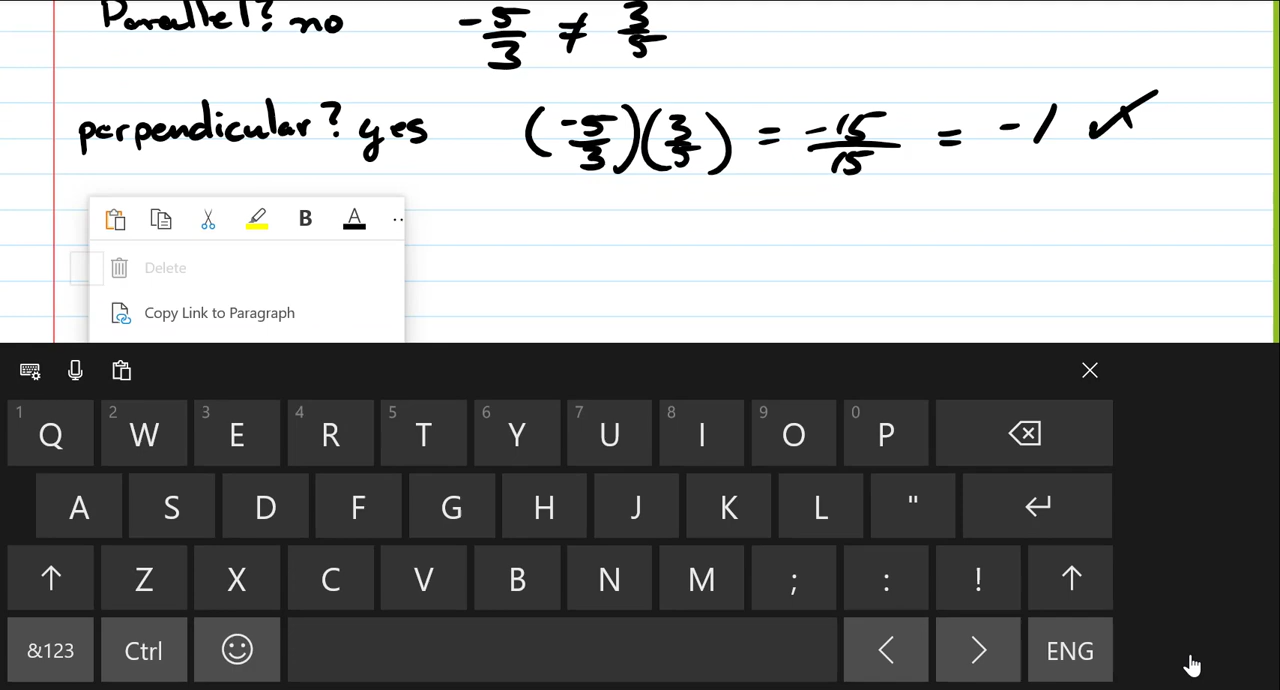 Parallel? no -5/3 ≠ 3/5
perpendicular? yes (-5/3)(3/5) = -15/15 = -1 ✓
B A ..
Delete
Copy Link to Paragraph
1 Q 2 W 3 E 4 R 5 T 6 Y 7 U 8 I 9 O 0 P
A S D F G H J K L "
Z X C V B N M ; : !
&123 Ctrl < > ENG